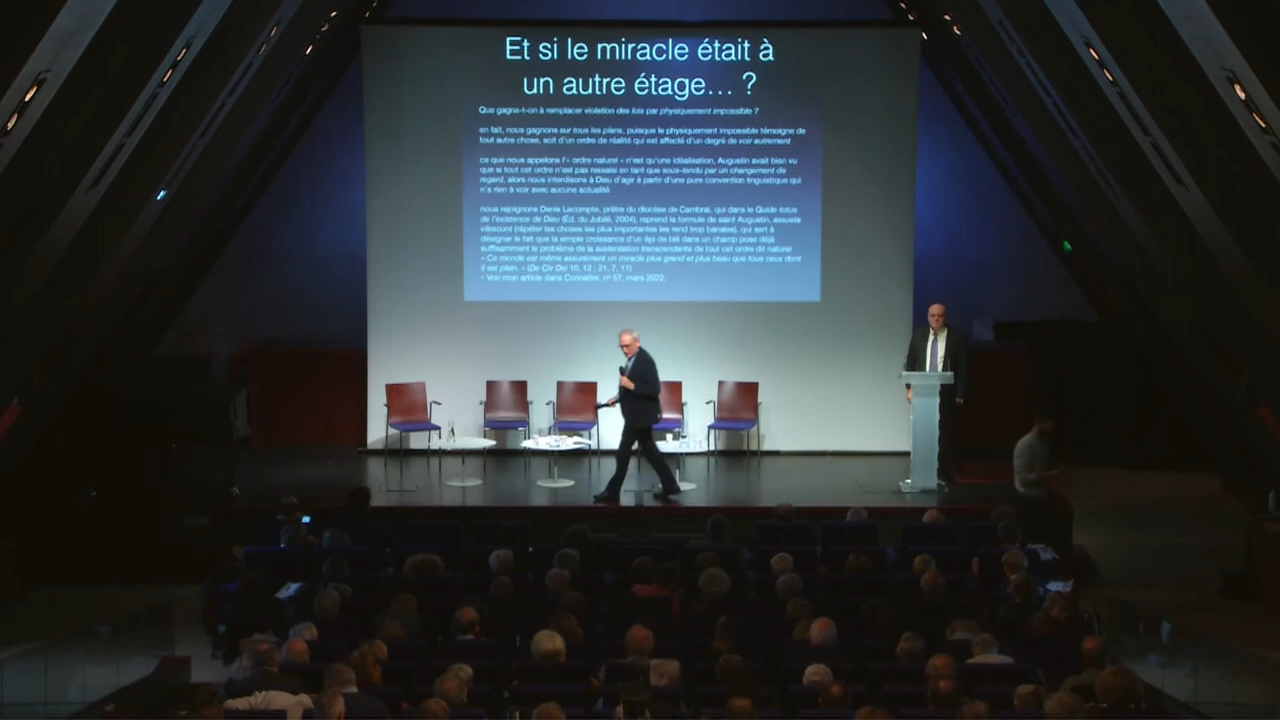 Et si le miracle était à
un autre étage… ?
Que gagne-t-on à remplacer violation des lois par physiquement impossible ?
en fait, nous gagnons sur tous les plans, puisque le physiquement impossible témoigne de
tout autre chose, soit d'un ordre de réalité qui est affecté d'un degré de voir autrement
ce que nous appelons l'« ordre naturel » n'est qu'une idéalisation, Augustin avait bien vu
que si tout cet ordre n'est pas ressaisi en tant que sous-tendu par un changement de
regard, alors nous interdisons à Dieu d'agir à partir d'une pure convention linguistique qui
n'a rien à voir avec aucune actualité
nous rejoignons Denis Lecompte, prêtre du diocèse de Cambrai, qui dans le Guide totus
de l'existence de Dieu (Éd. du Jubilé, 2004), reprend la formule de saint Augustin, assueta
vilescunt (répéter les choses les plus importantes les rend trop banales), qui sert à
désigner le fait que la simple croissance d'un épi de blé dans un champ pose déjà
suffisamment le problème de la sustentation transcendante de tout cet ordre dit naturel
« Ce monde est même assurément un miracle plus grand et plus beau que tous ceux dont
il est plein. » (De Civ Dei 10, 12 ; 21, 7, 11)
- Voir mon article dans Connaître, nº 57, mars 2022.